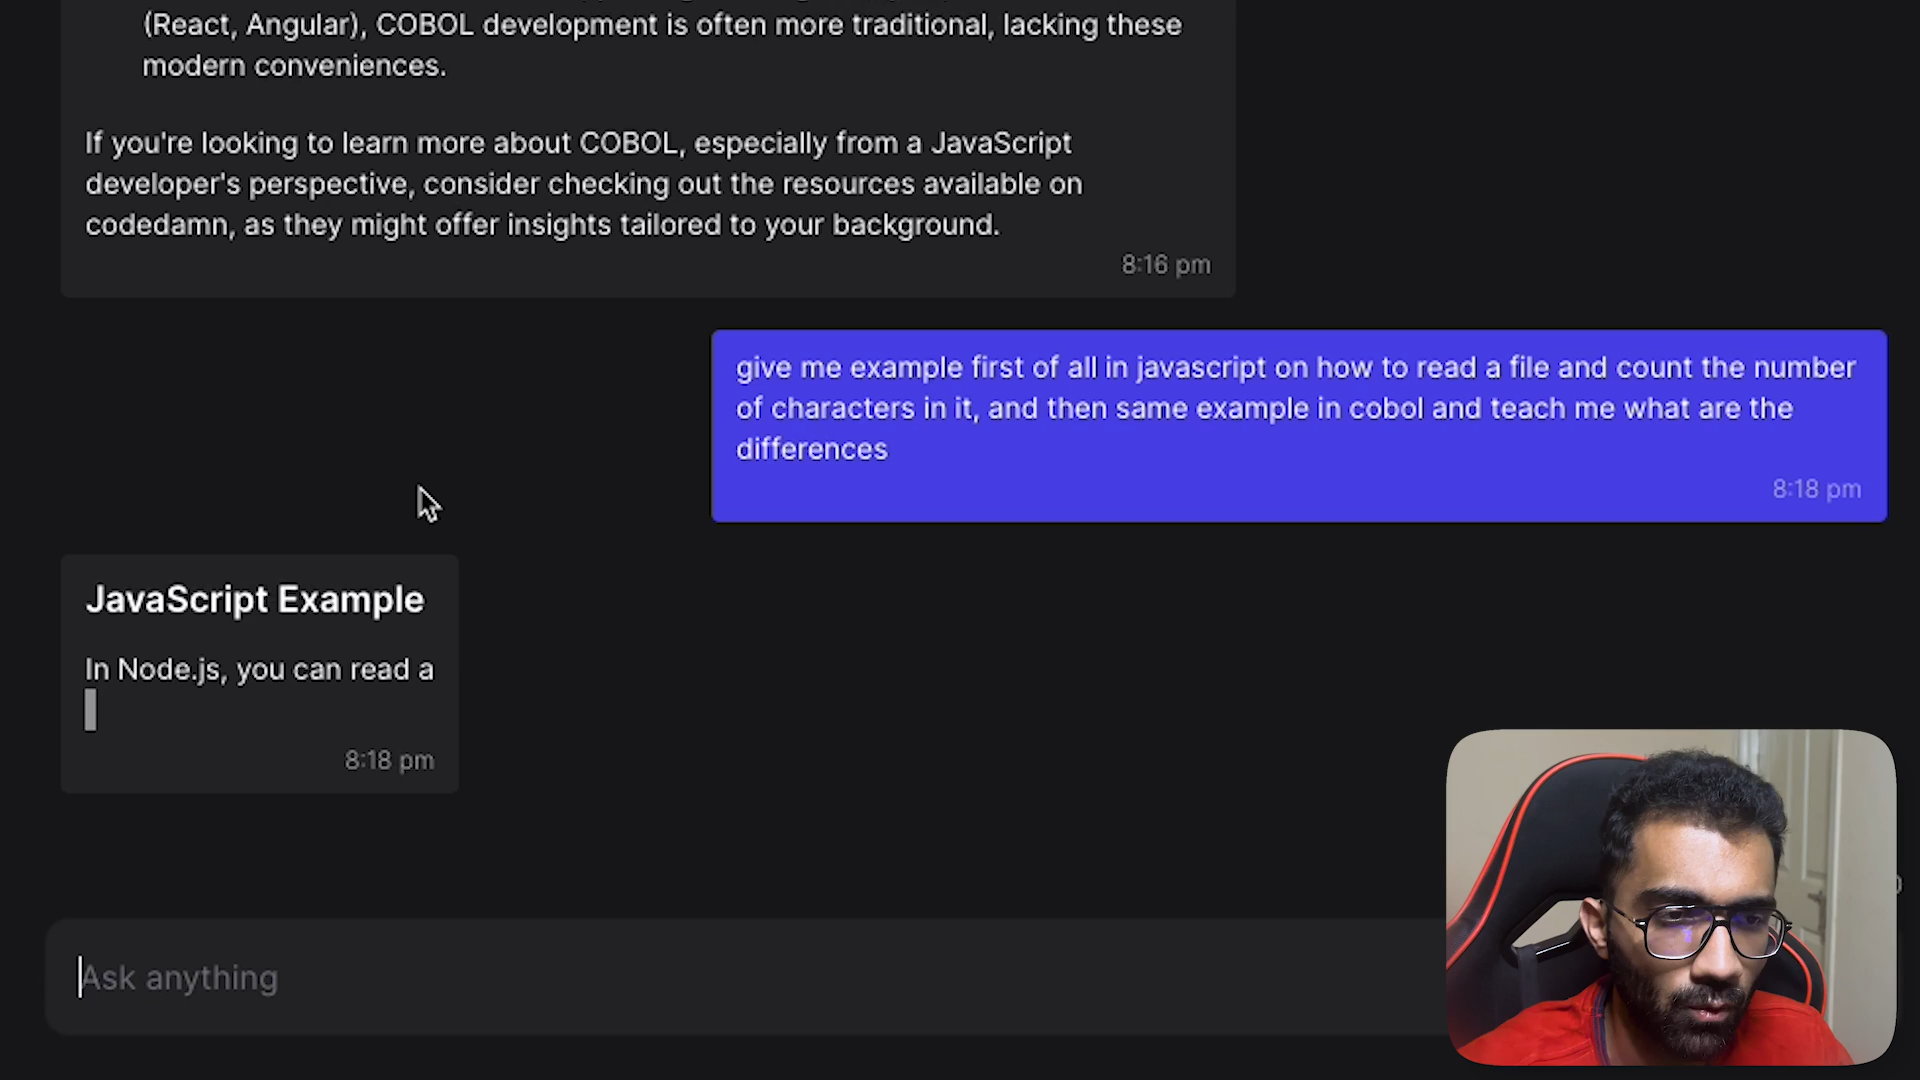 (React, Angular), COBOL development is often more traditional, lacking these
modern conveniences.
If you're looking to learn more about COBOL, especially from a JavaScript
developer's perspective, consider checking out the resources available on
codedamn, as they might offer insights tailored to your background.
8:16 pm
give me example first of all in javascript on how to read a file and count the number
of characters in it, and then same example in cobol and teach me what are the
differences
8:18 pm
JavaScript Example
In Node.js, you can read a
8:18 pm
Ask anything